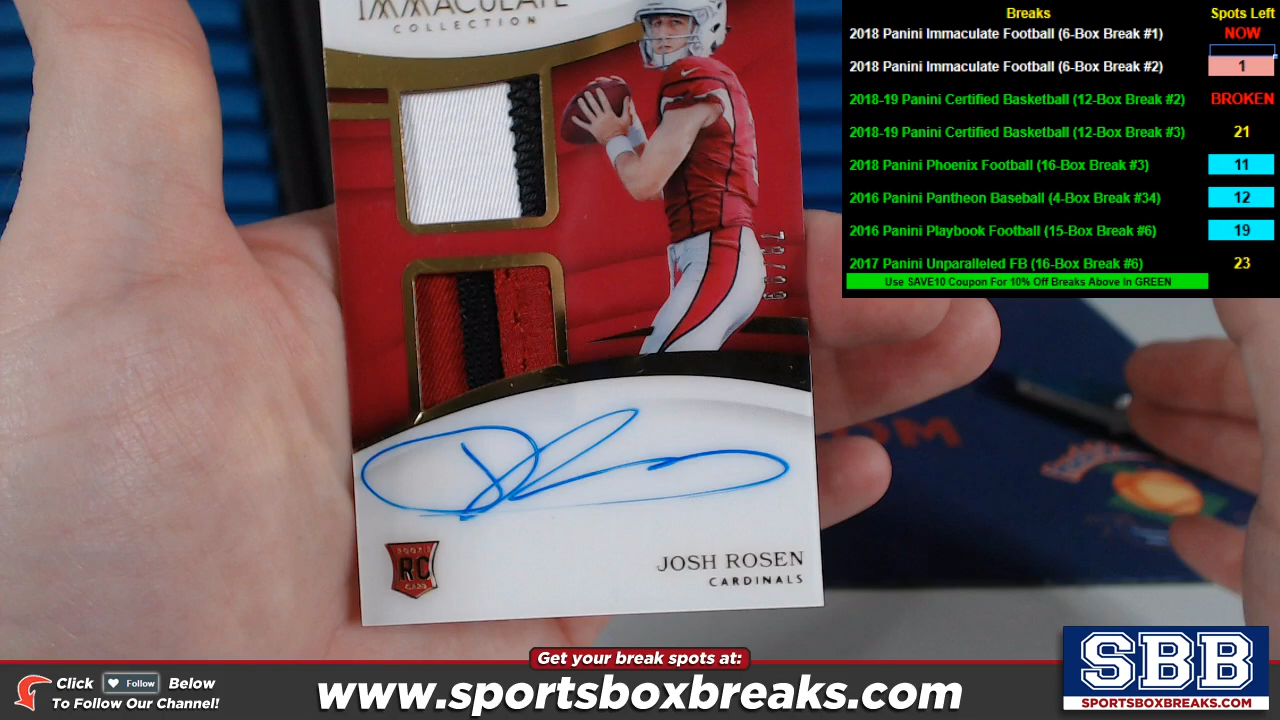 IMMACULATE
COLLECTION
JOSH ROSEN
CARDINALS
RC
Breaks Spots Left
2018 Panini Immaculate Football (6-Box Break #1) NOW
2018 Panini Immaculate Football (6-Box Break #2) 1
2018-19 Panini Certified Basketball (12-Box Break #2) BROKEN
2018-19 Panini Certified Basketball (12-Box Break #3) 21
2018 Panini Phoenix Football (16-Box Break #3) 11
2016 Panini Pantheon Baseball (4-Box Break #34) 12
2016 Panini Playbook Football (15-Box Break #6) 19
2017 Panini Unparalleled FB (16-Box Break #6) 23
Use SAVE10 Coupon For 10% Off Breaks Above In GREEN
Get your break spots at:
Click Follow Below
To Follow Our Channel!
www.sportsboxbreaks.com
SBB
SPORTSBOXBREAKS.COM